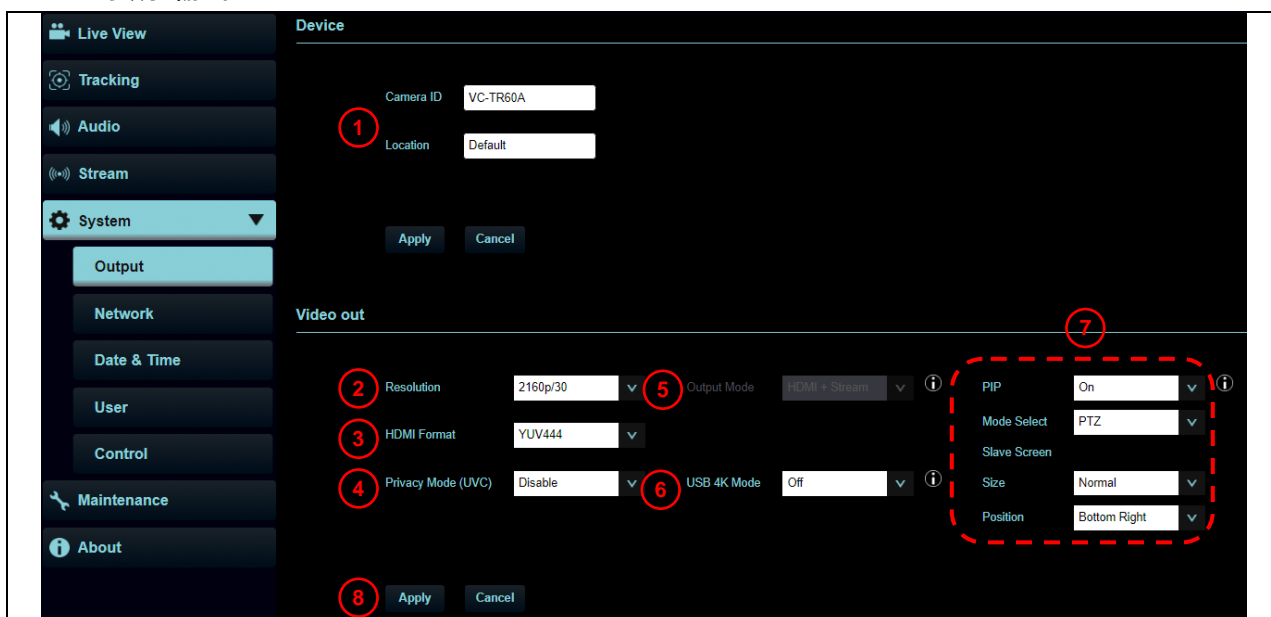 Live View
Tracking
Audio
Stream
System
Output
Network
Date & Time
User
Control
Maintenance
About
Device
1
Camera ID VC-TR60A
Location Default
Apply Cancel
Video out
7
2 Resolution 2160p/30 5 Output Mode HDMI + Stream
3 HDMI Format YUV444
4 Privacy Mode (UVC) Disable 6 USB 4K Mode Off
PIP On
Mode Select PTZ
Slave Screen
Size Normal
Position Bottom Right
8 Apply Cancel